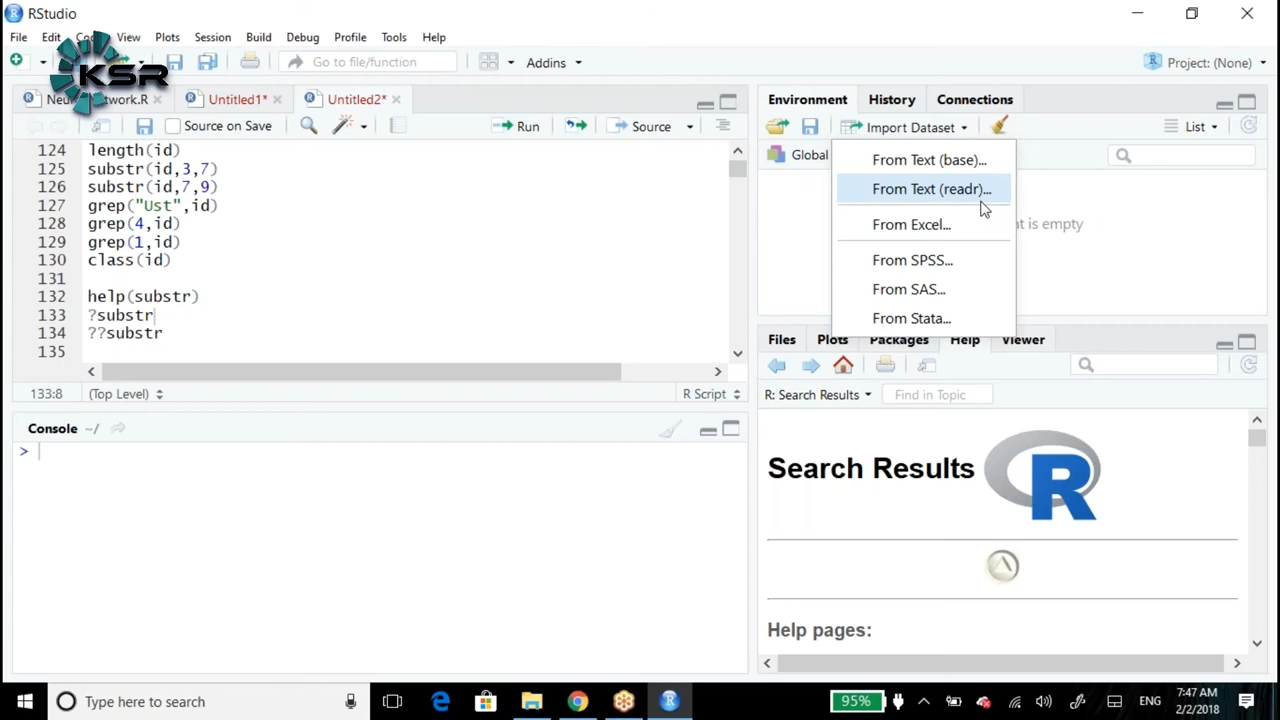 RStudio
File Edit Co View Plots Session Build Debug Profile Tools Help
KSR
Go to file/function
Addins
Project: (None)
Neu work.R
Untitled1*
Untitled2*
Source on Save
Run
Source
124 length(id)
125 substr(id,3,7)
126 substr(id,7,9)
127 grep("Ust",id)
128 grep(4,id)
129 grep(1,id)
130 class(id)
131
132 help(substr)
133 ?substr
134 ??substr
135
133:8 (Top Level) R Script
Console ~/
>
Environment History Connections
Import Dataset List
Global
From Text (base)...
From Text (readr)...
From Excel...
From SPSS...
From SAS...
From Stata...
nt is empty
Files Plots Packages Help Viewer
R: Search Results Find in Topic
Search Results R
Help pages:
Type here to search
95%
ENG
7:47 AM
2/2/2018